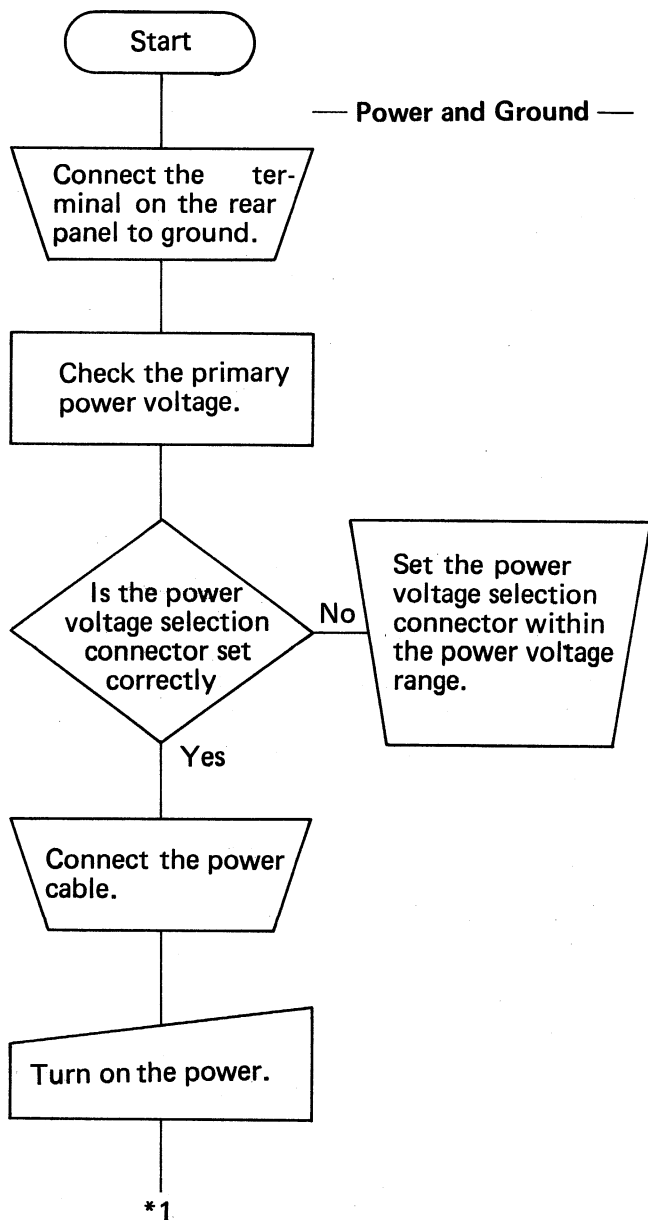 Start
— Power and Ground —
Connect the ter-
minal on the rear
panel to ground.
Check the primary
power voltage.
Is the power
voltage selection
connector set
correctly
No
Set the power
voltage selection
connector within
the power voltage
range.
Yes
Connect the power
cable.
Turn on the power.
*1